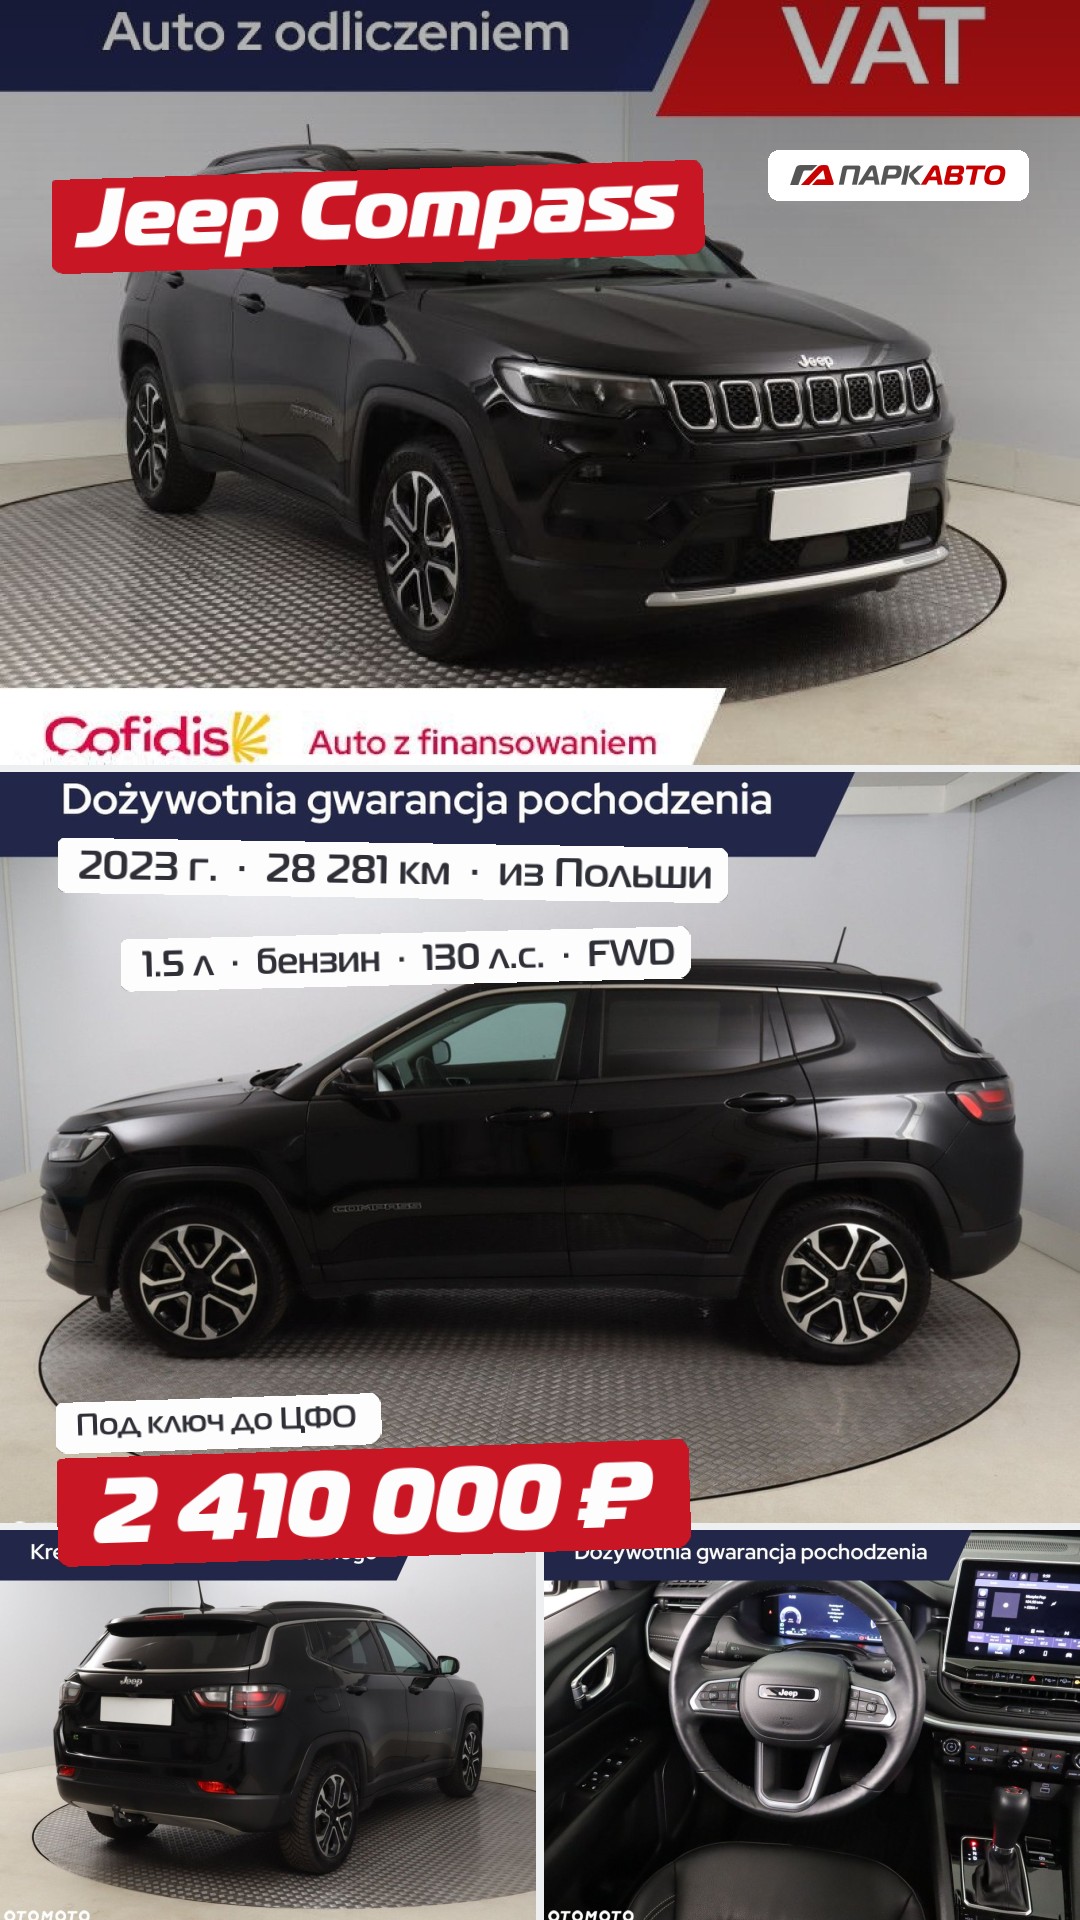 Auto z odliczeniem
VAT
ПАРКАВТО
Jeep Compass
Jeep
COMPASS
Cofidis
Auto z finansowaniem
Dożywotnia gwarancja pochodzenia
2023 г. · 28 281 км · из Польши
1.5 л · бензин · 130 л.с. · FWD
COMPASS
Под ключ до ЦФО
2 410 000 ₽
Dożywotnia gwarancja pochodzenia
Jeep
Jeep
OTOMOTO
OTOMOTO